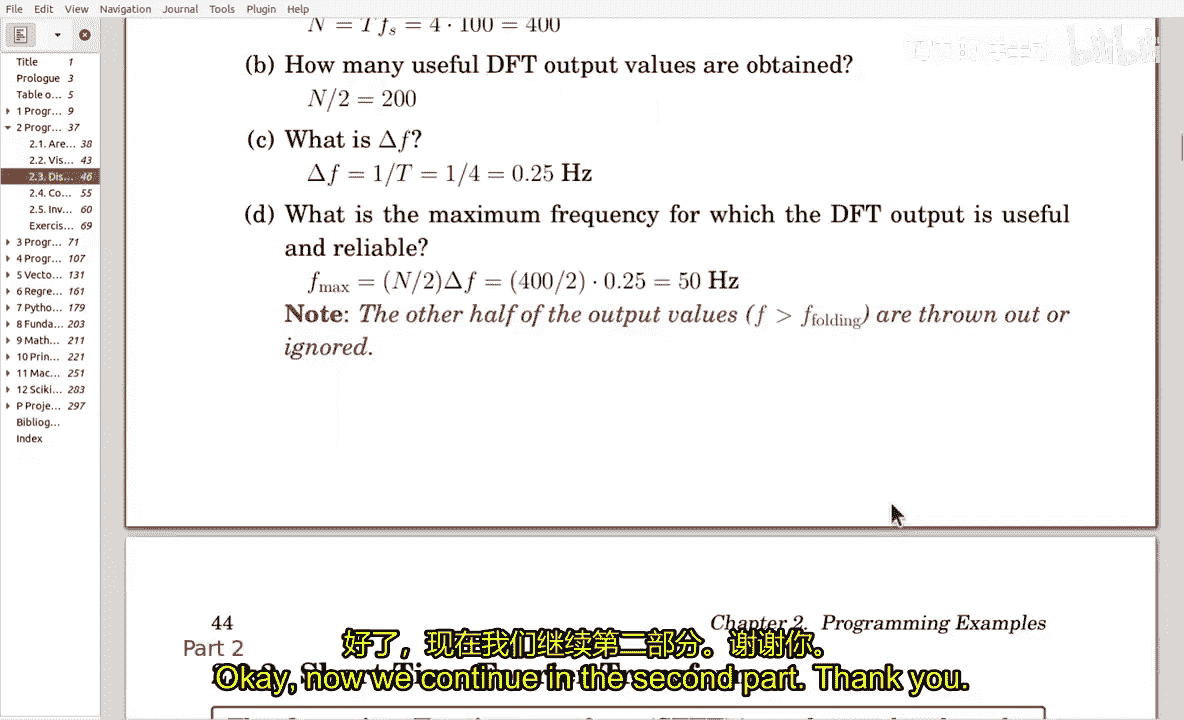 File Edit View Navigation Journal Tools Plugin Help
Title 1
Prologue 3
Table o... 5
1 Progr... 9
2 Progr... 37
2.1. Are... 38
2.2. Vis... 43
2.3. Dis... 46
2.4. Co... 55
2.5. Inv... 60
Exercis... 69
3 Progr... 71
4 Progr... 107
5 Vecto... 131
6 Regre... 161
7 Pytho... 179
8 Funda... 203
9 Math... 211
10 Prin... 221
11 Mac... 251
12 Sciki... 283
P Proje... 297
Bibliog...
Index
N = T fₛ = 4 · 100 = 400
(b) How many useful DFT output values are obtained?
N/2 = 200
(c) What is Δf?
Δf = 1/T = 1/4 = 0.25 Hz
(d) What is the maximum frequency for which the DFT output is useful
and reliable?
f_max = (N/2)Δf = (400/2) · 0.25 = 50 Hz
Note: The other half of the output values (f > f_folding) are thrown out or
ignored.
44
Chapter 2. Programming Examples
Part 2
好了，现在我们继续第二部分。谢谢你。
Okay, now we continue in the second part. Thank you.